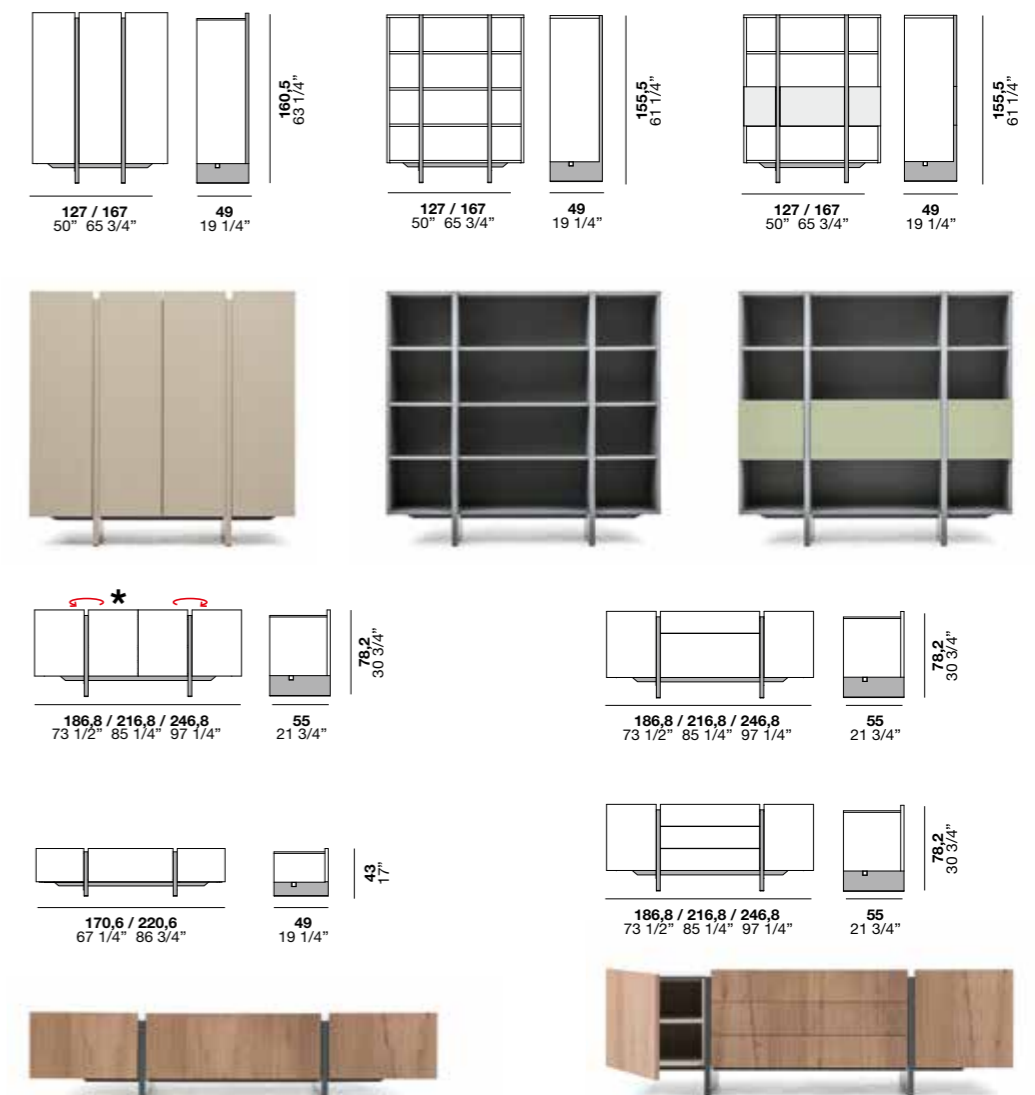 160,5
63 1/4”
127 / 167
50” 65 3/4”
49
19 1/4”
155,5
61 1/4”
127 / 167
50” 65 3/4”
49
19 1/4”
155,5
61 1/4”
127 / 167
50” 65 3/4”
49
19 1/4”
*
78,2
30 3/4”
186,8 / 216,8 / 246,8
73 1/2” 85 1/4” 97 1/4”
55
21 3/4”
78,2
30 3/4”
186,8 / 216,8 / 246,8
73 1/2” 85 1/4” 97 1/4”
55
21 3/4”
43
17”
170,6 / 220,6
67 1/4” 86 3/4”
49
19 1/4”
78,2
30 3/4”
186,8 / 216,8 / 246,8
73 1/2” 85 1/4” 97 1/4”
55
21 3/4”